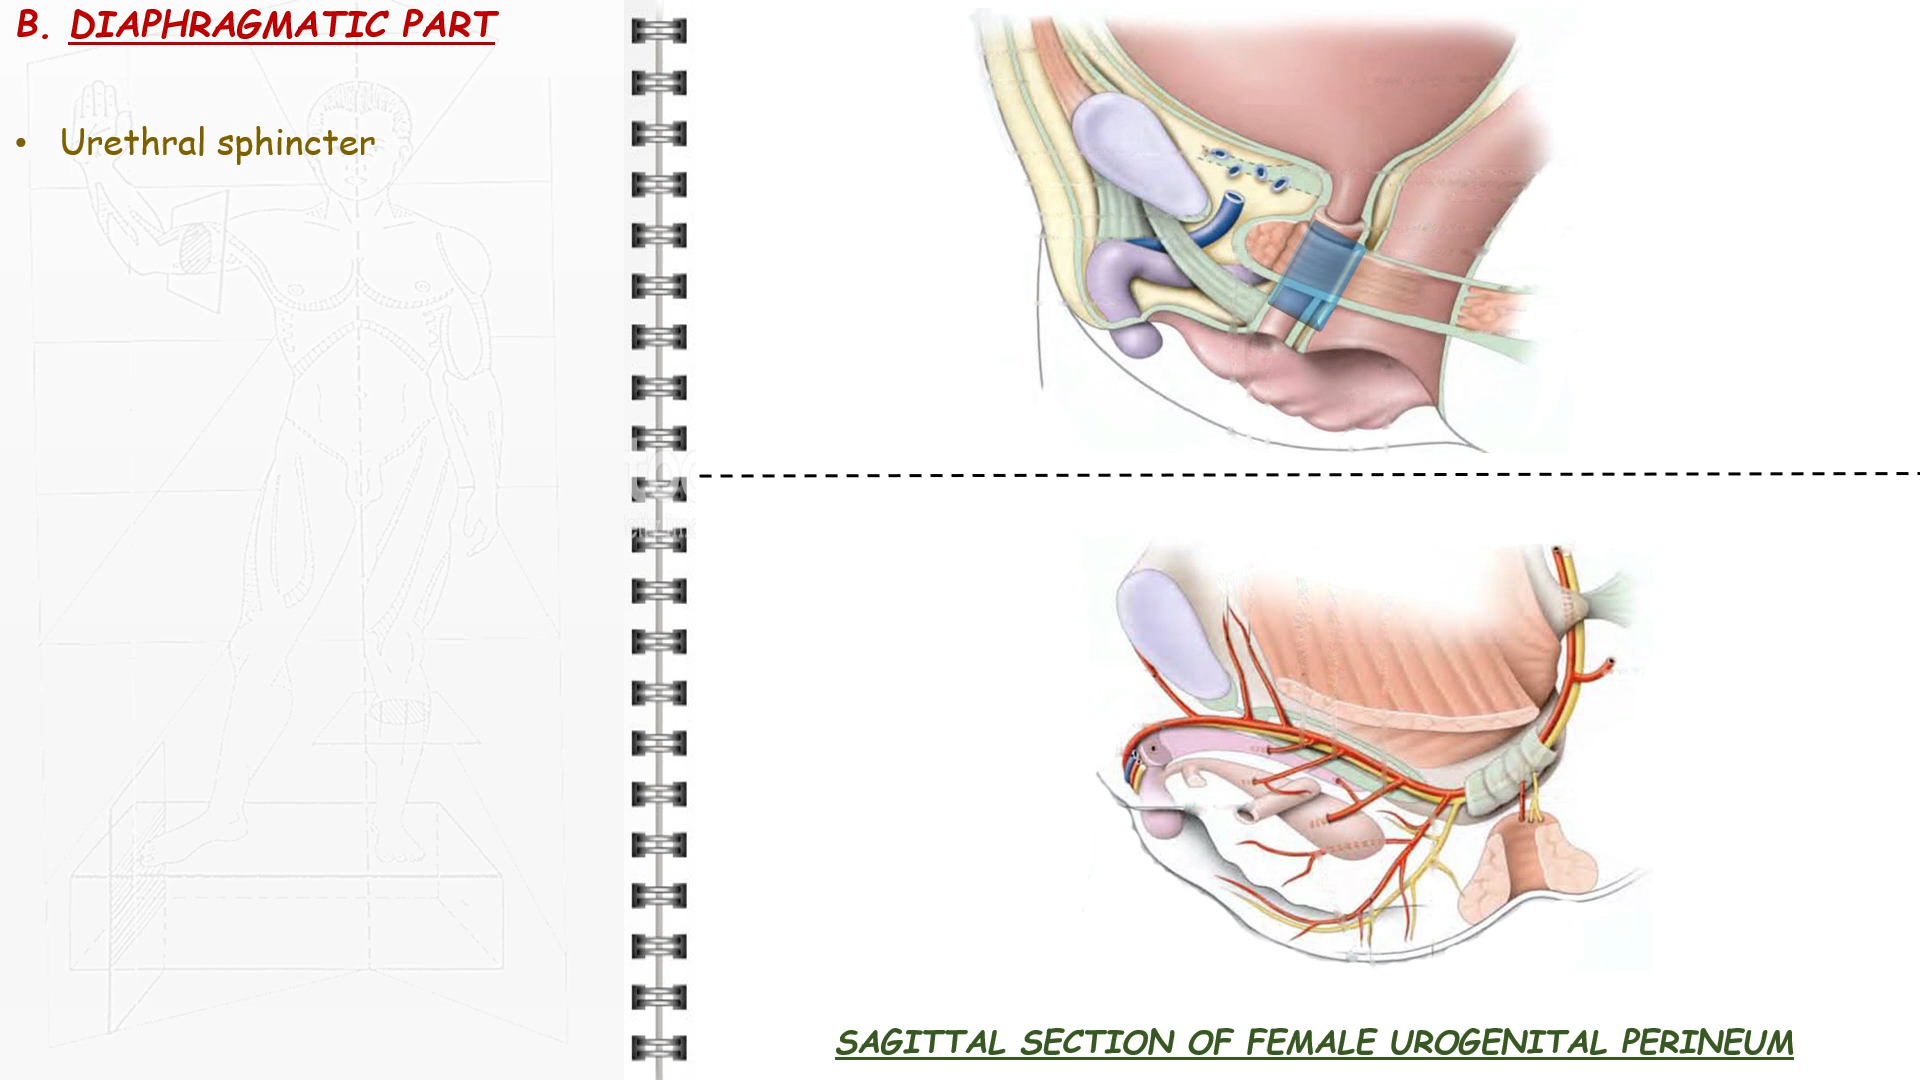 B. DIAPHRAGMATIC PART
• Urethral sphincter
SAGITTAL SECTION OF FEMALE UROGENITAL PERINEUM